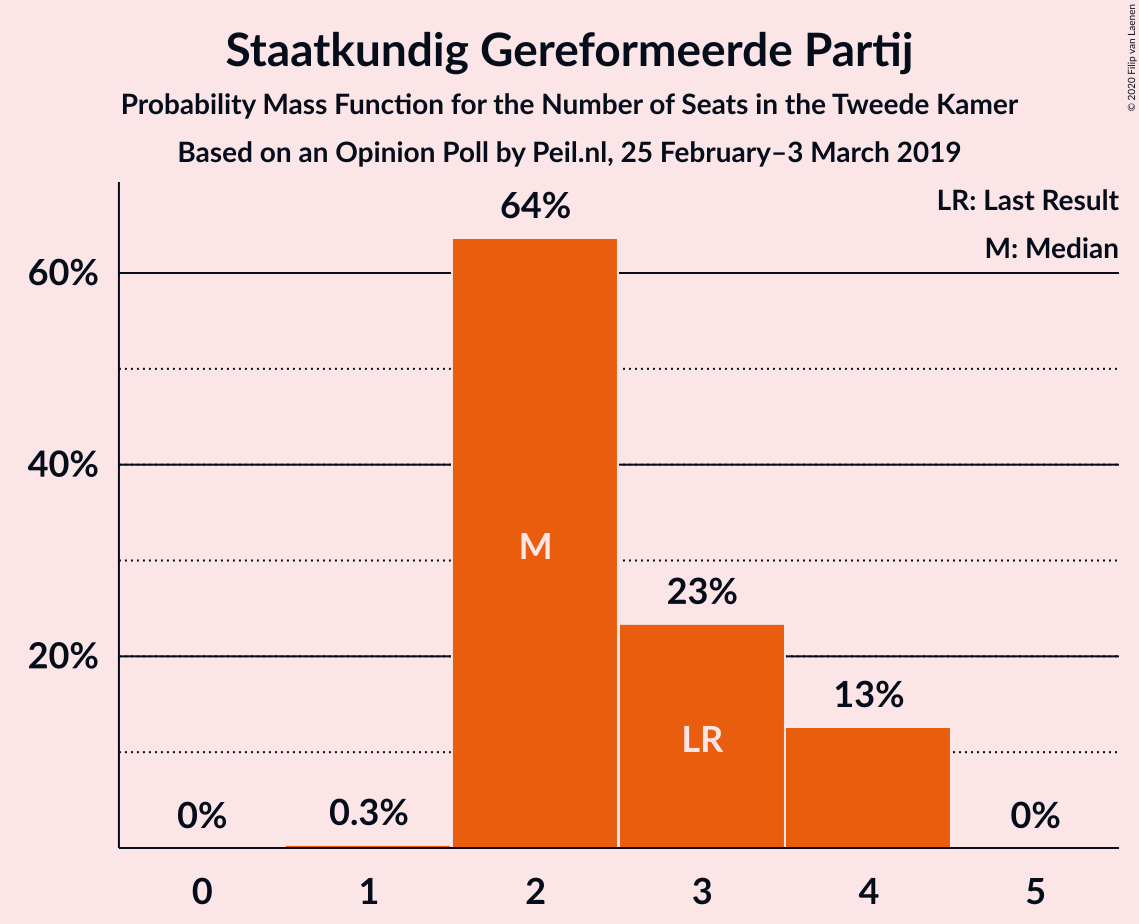 Staatkundig Gereformeerde Partij
Probability Mass Function for the Number of Seats in the Tweede Kamer
Based on an Opinion Poll by Peil.nl, 25 February–3 March 2019
© 2020 Filip van Laenen
LR: Last Result
M: Median
64%
60%
40%
M
23%
20%
13%
LR
0%
0.3%
0%
0
1
2
3
4
5